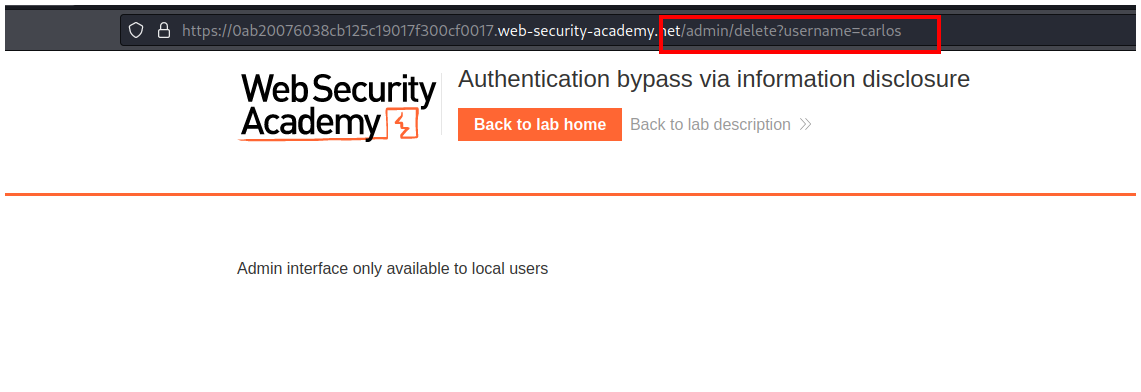 https://0ab20076038cb125c19017f300cf0017.web-security-academy.net/admin/delete?username=carlos
Web Security
Academy
Authentication bypass via information disclosure
Back to lab home
Back to lab description
Admin interface only available to local users